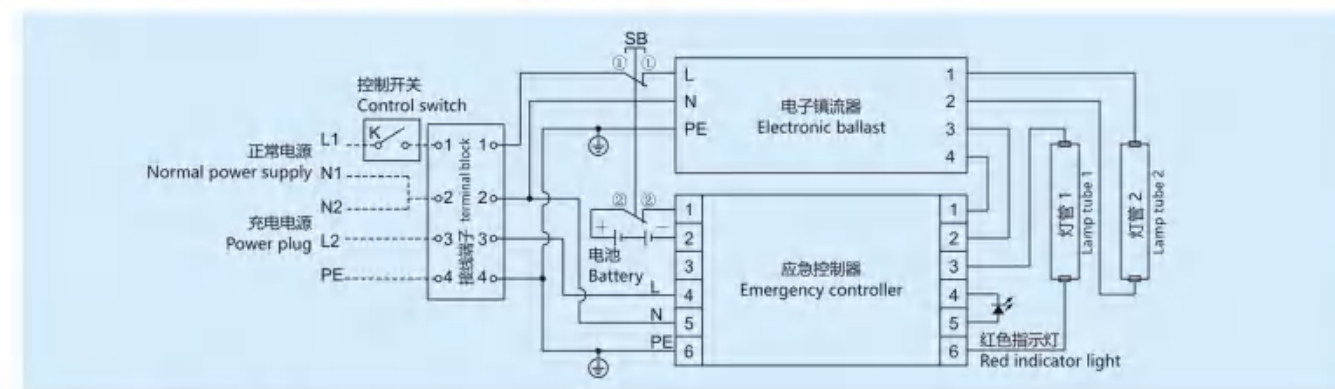 SB
① ①
控制开关
Control switch
K
L1
正常电源
Normal power supply N1
N2
充电电源
Power plug L2
PE
1 1
2 2
3 3
4 4
接线端子 terminal block
L
N
PE
电子镇流器
Electronic ballast
1
2
3
4
② ②
+ −
电池
Battery
L
N
PE
1
2
3
4
5
6
应急控制器
Emergency controller
1
2
3
4
5
6
灯管 1
Lamp tube 1
灯管 2
Lamp tube 2
红色指示灯
Red indicator light